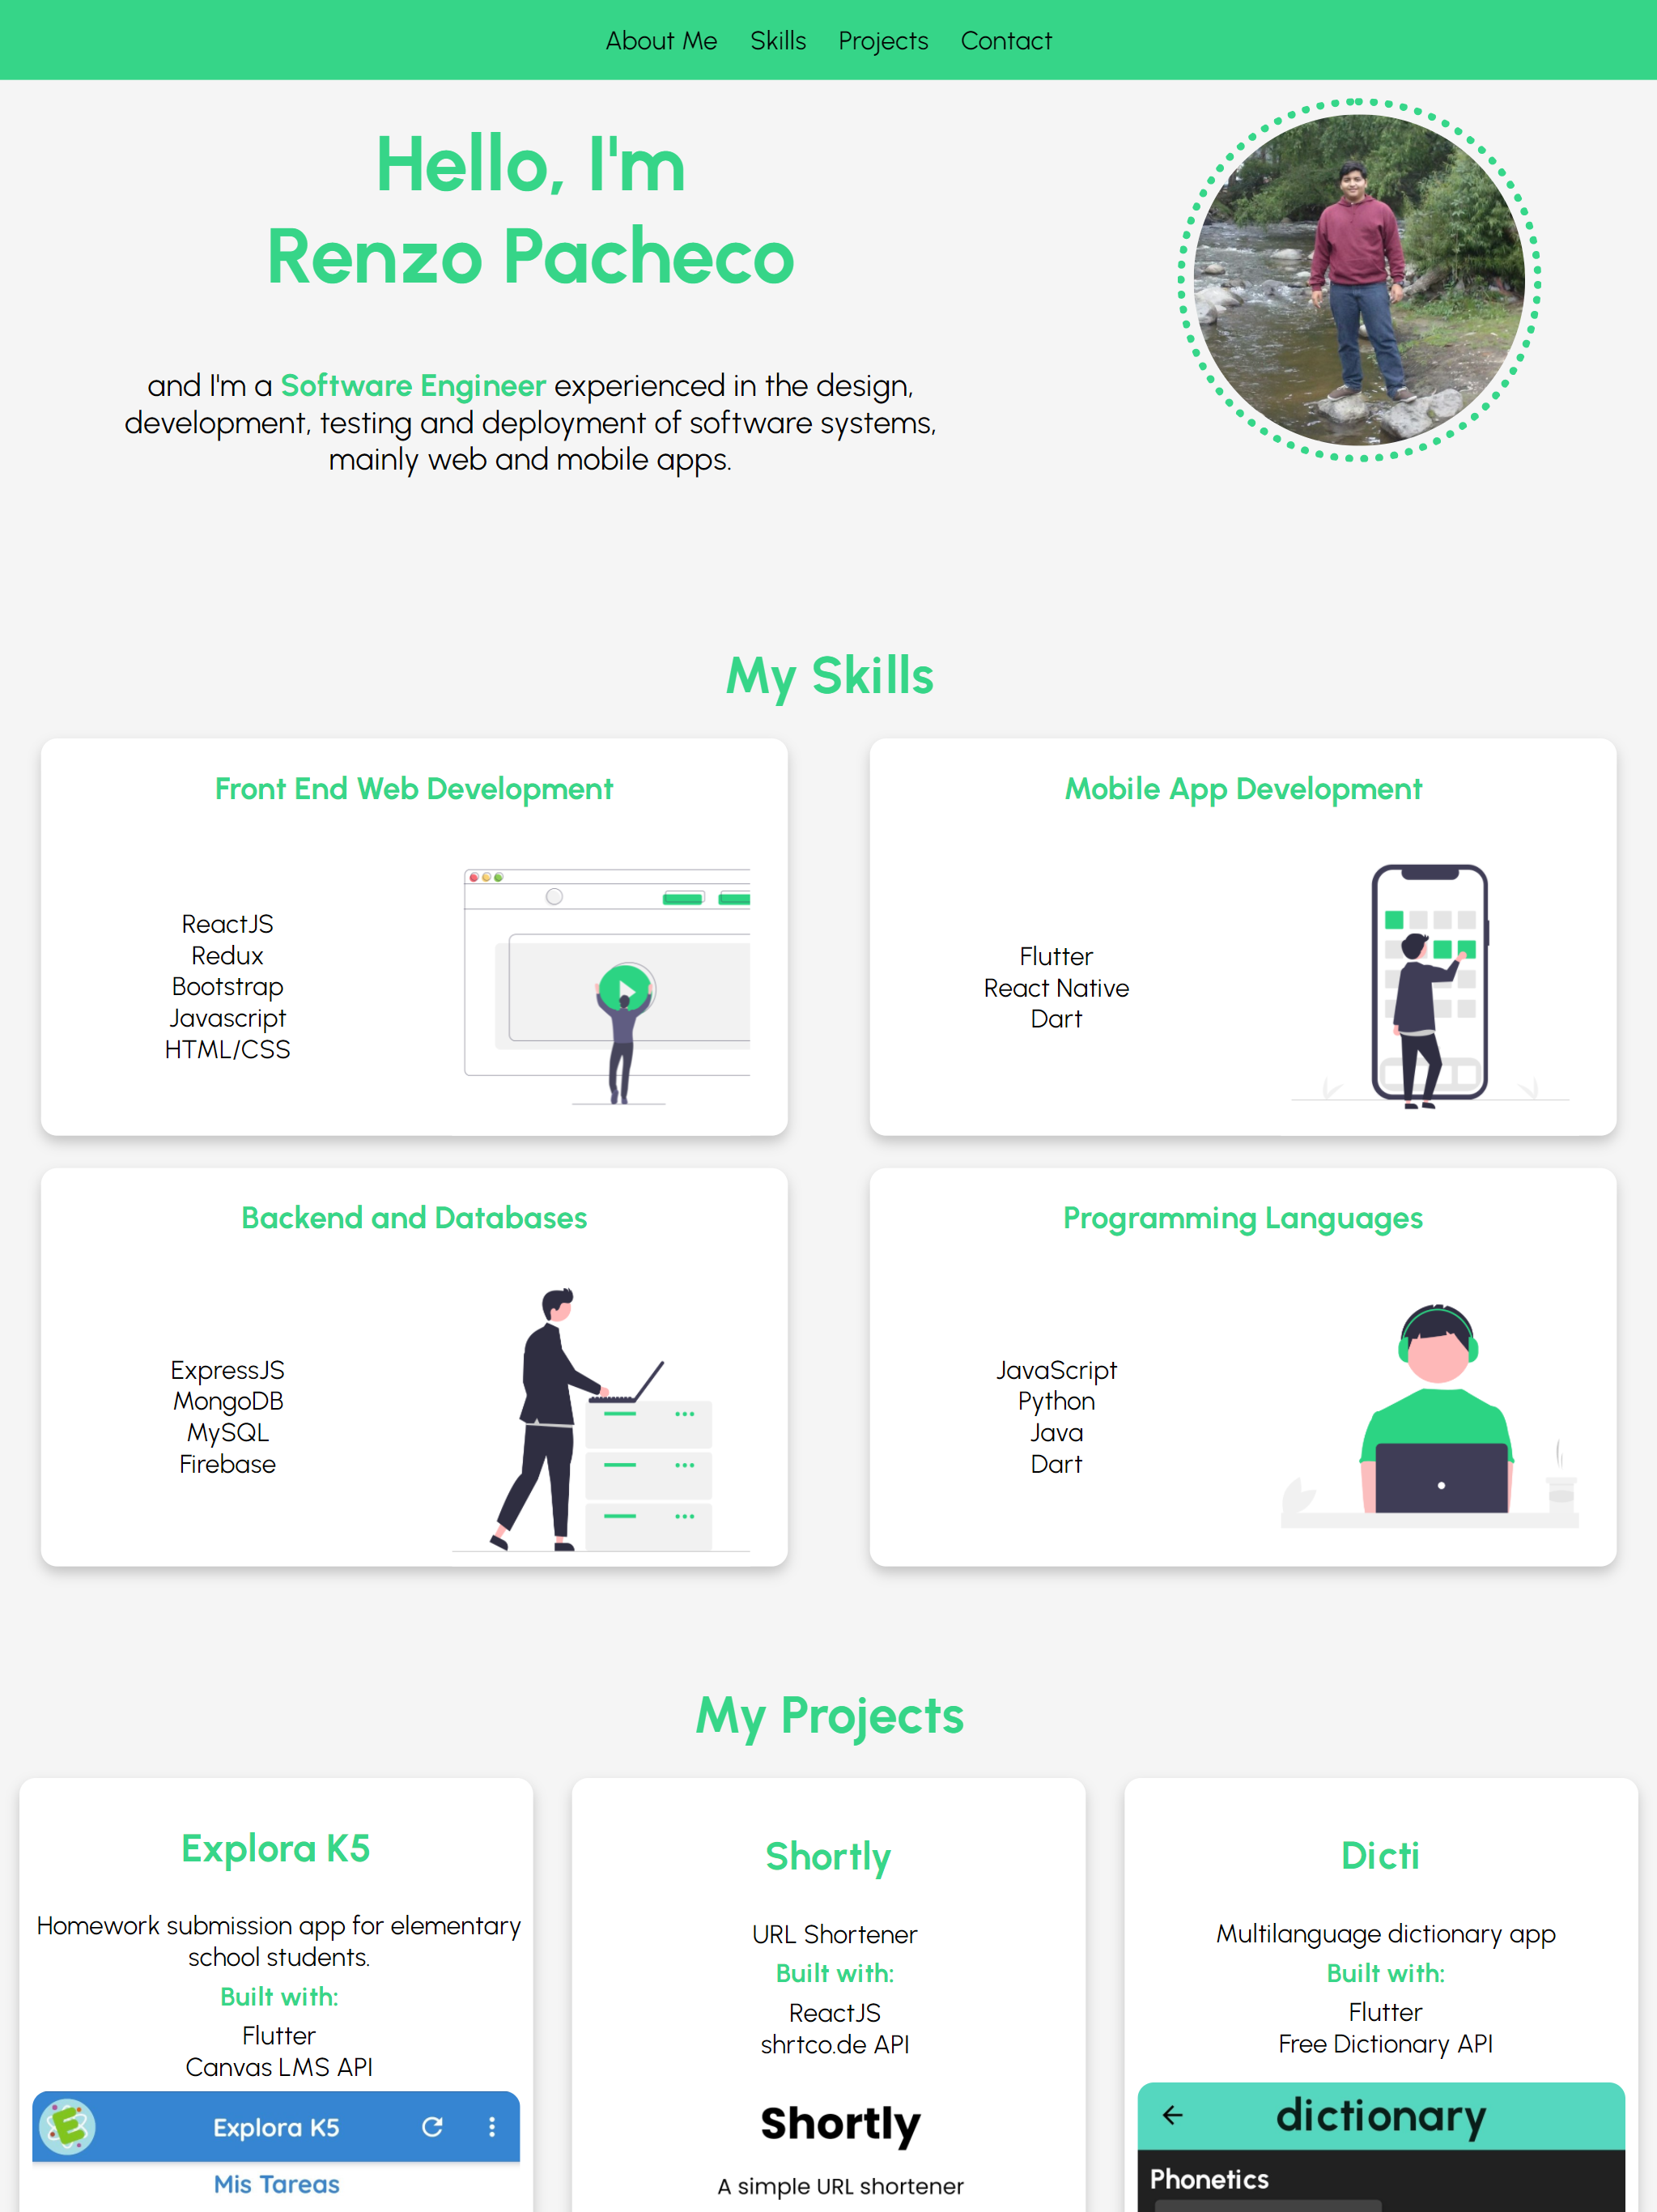 About Me Skills Projects Contact
Hello, I'm
Renzo Pacheco
and I'm a Software Engineer experienced in the design,
development, testing and deployment of software systems,
mainly web and mobile apps.
My Skills
Front End Web Development
ReactJS
Redux
Bootstrap
Javascript
HTML/CSS
Mobile App Development
Flutter
React Native
Dart
Backend and Databases
ExpressJS
MongoDB
MySQL
Firebase
Programming Languages
JavaScript
Python
Java
Dart
My Projects
Explora K5
Homework submission app for elementary
school students.
Built with:
Flutter
Canvas LMS API
E
Explora K5
Mis Tareas
Shortly
URL Shortener
Built with:
ReactJS
shrtco.de API
Shortly
A simple URL shortener
Dicti
Multilanguage dictionary app
Built with:
Flutter
Free Dictionary API
dictionary
Phonetics